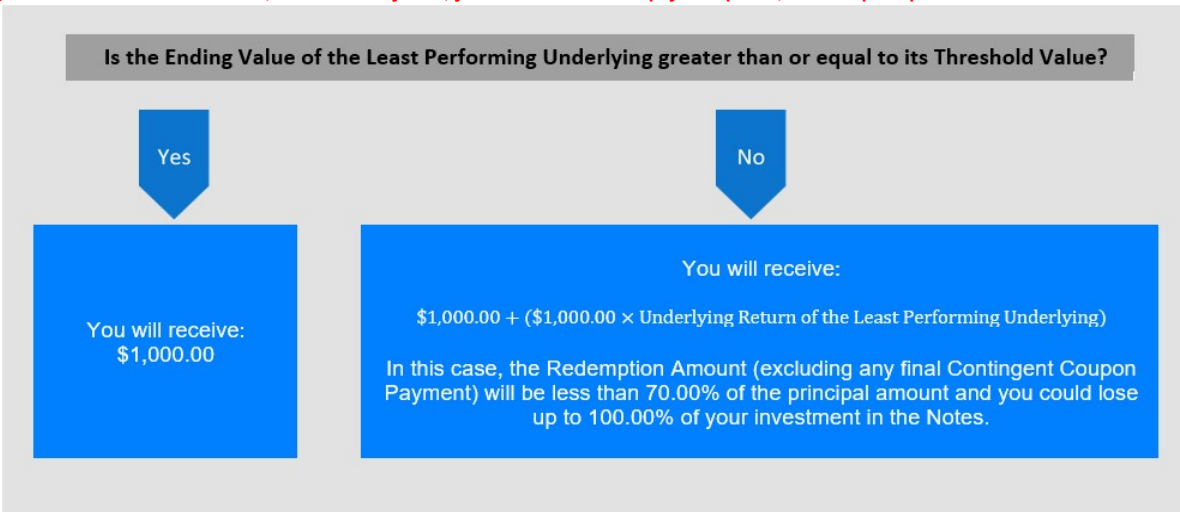 Is the Ending Value of the Least Performing Underlying greater than or equal to its Threshold Value?
Yes
No
You will receive:
$1,000.00
You will receive:
$1,000.00 + ($1,000.00 × Underlying Return of the Least Performing Underlying)
In this case, the Redemption Amount (excluding any final Contingent Coupon
Payment) will be less than 70.00% of the principal amount and you could lose
up to 100.00% of your investment in the Notes.